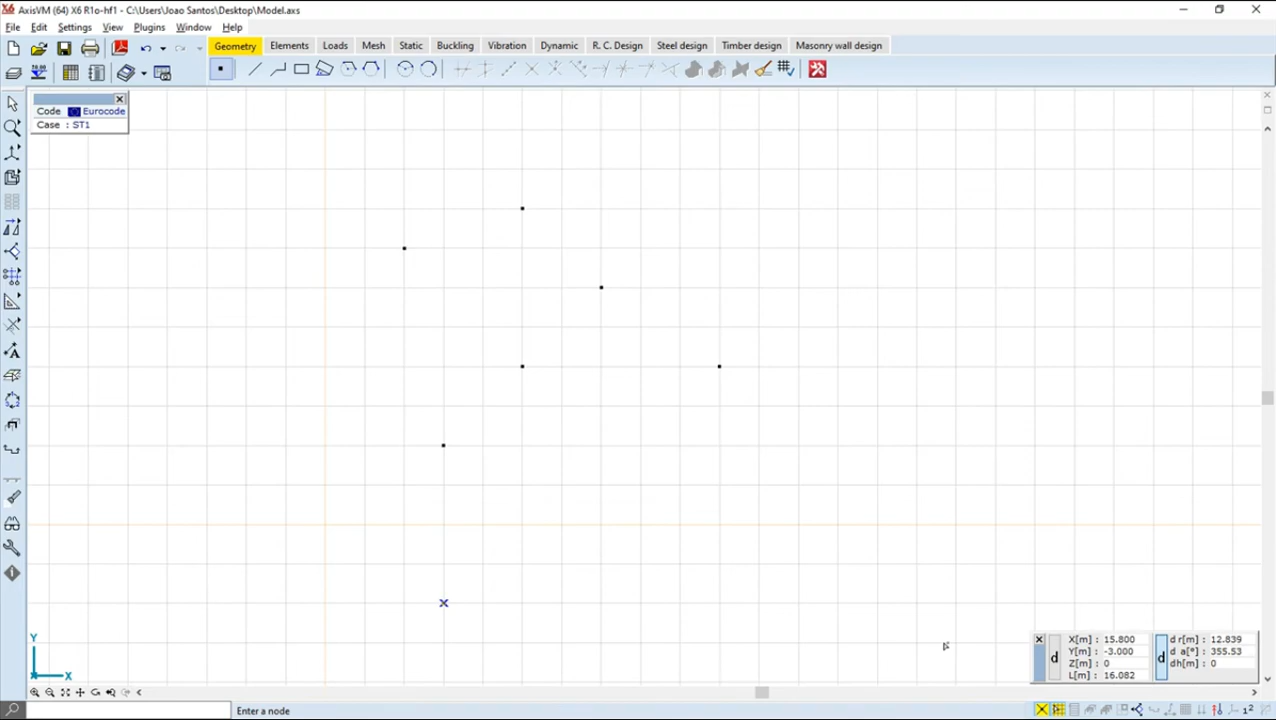 AxisVM (64) X6 R1o-hf1 - C:\Users\Joao Santos\Desktop\Model.axs
File Edit Settings View Plugins Window Help
Geometry Elements Loads Mesh Static Buckling Vibration Dynamic R. C. Design Steel design Timber design Masonry wall design
Code Eurocode
Case : ST1
Y
X
d X[m] : 15.800
Y[m] : -3.000
Z[m] : 0
L[m] : 16.082
d d r[m] : 12.839
d a[°] : 355.53
dh[m] : 0
Enter a node